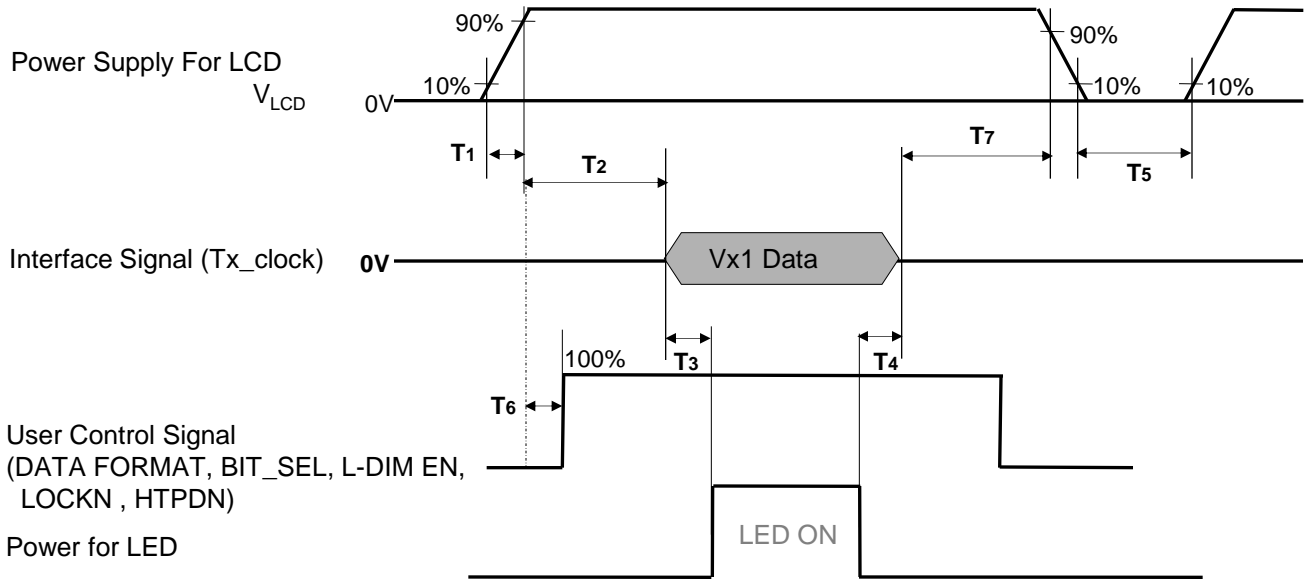 90%
90%
Power Supply For LCD
V_LCD
10%
10%
10%
0V
T1
T2
T7
T5
Interface Signal (Tx_clock)
0V
Vx1 Data
T3
T4
100%
T6
User Control Signal
(DATA FORMAT, BIT_SEL, L-DIM EN,
LOCKN , HTPDN)
LED ON
Power for LED